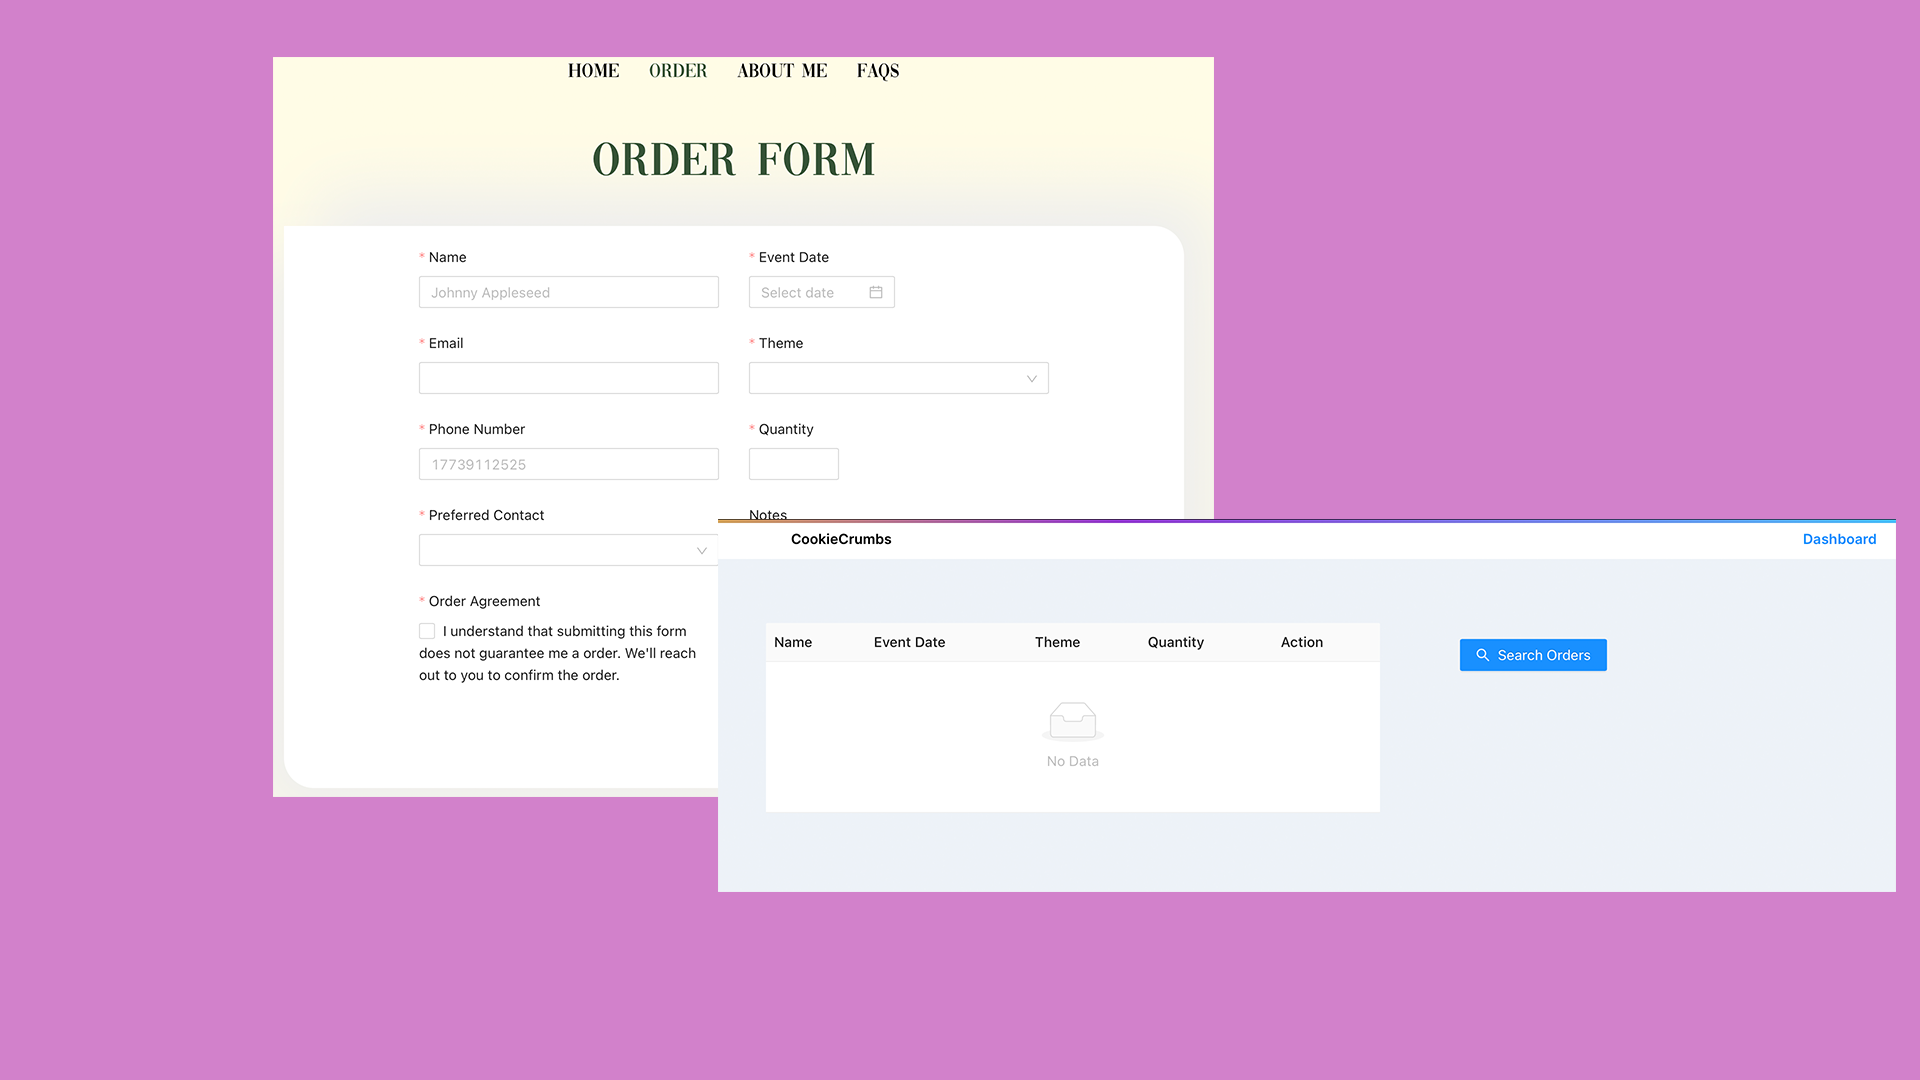 HOME ORDER ABOUT ME FAQS
ORDER FORM
* Name
Johnny Appleseed
* Event Date
Select date
* Email
* Theme
* Phone Number
17739112525
* Quantity
* Preferred Contact
Notes
* Order Agreement
I understand that submitting this form
does not guarantee me a order. We'll reach
out to you to confirm the order.
CookieCrumbs Dashboard
Name Event Date Theme Quantity Action
No Data
Search Orders